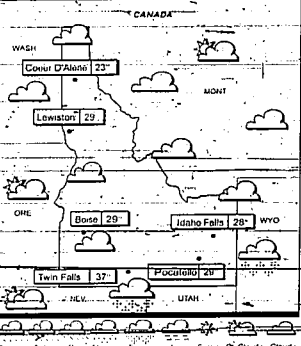 CANADA
WASH
Coeur D'Alene 23°
MONT
Lewiston 29
ORE
Boise 29°
Idaho Falls 28°
WYO
Twin Falls 37°
Pocatello 29°
NEV
UTAH